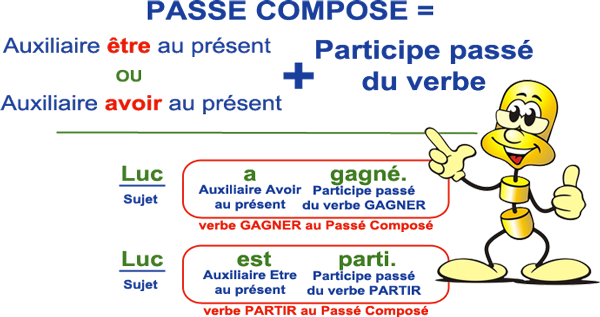 PASSE COMPOSE =
Auxiliaire être au présent
OU
Auxiliaire avoir au présent
+
Participe passé
du verbe
Luc a gagné.
Sujet
Auxiliaire Avoir
au présent
Participe passé
du verbe GAGNER
verbe GAGNER au Passé Composé
Luc est parti.
Sujet
Auxiliaire Etre
au présent
Participe passé
du verbe PARTIR
verbe PARTIR au Passé Composé